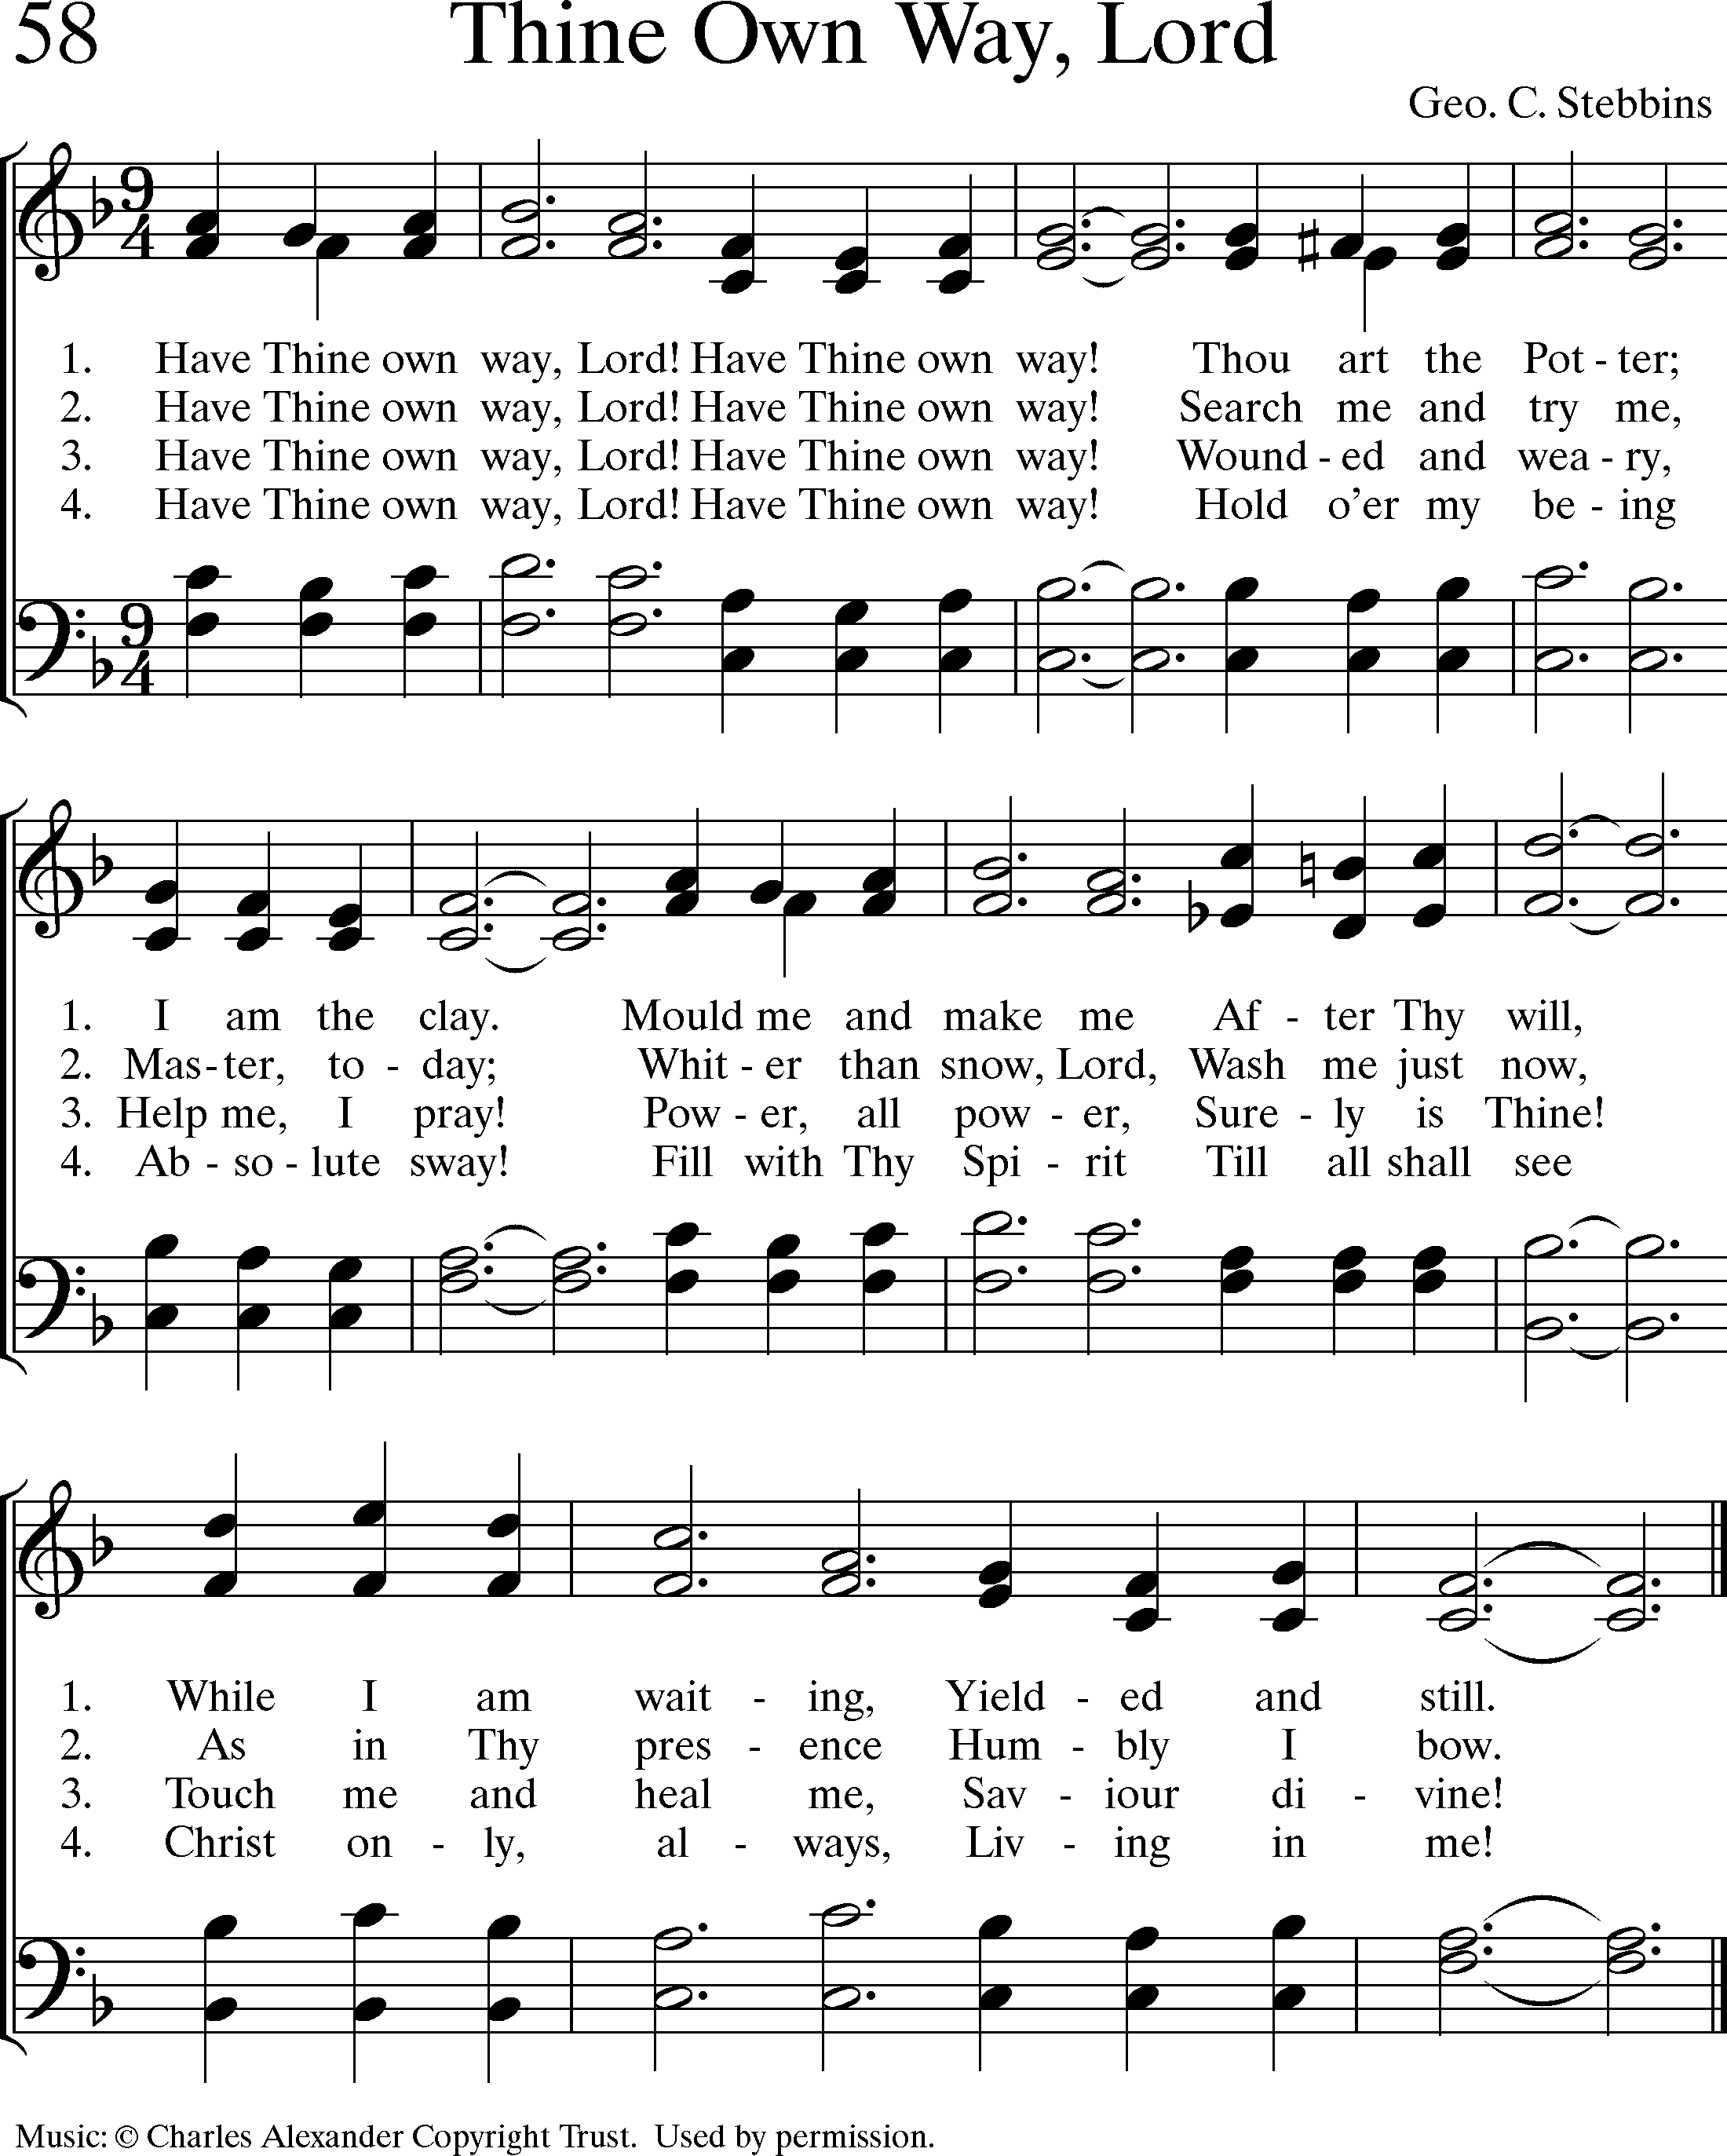 58
Thine Own Way, Lord
Geo. C. Stebbins
9
4
1. Have Thine own way, Lord! Have Thine own way! Thou art the Pot - ter;
2. Have Thine own way, Lord! Have Thine own way! Search me and try me,
3. Have Thine own way, Lord! Have Thine own way! Wound - ed and wea - ry,
4. Have Thine own way, Lord! Have Thine own way! Hold o'er my be - ing
9
4
1. I am the clay. Mould me and make me Af - ter Thy will,
2. Mas - ter, to - day; Whit - er than snow, Lord, Wash me just now,
3. Help me, I pray! Pow - er, all pow - er, Sure - ly is Thine!
4. Ab - so - lute sway! Fill with Thy Spi - rit Till all shall see
1. While I am wait - ing, Yield - ed and still.
2. As in Thy pres - ence Hum - bly I bow.
3. Touch me and heal me, Sav - iour di - vine!
4. Christ on - ly, al - ways, Liv - ing in me!
Music: © Charles Alexander Copyright Trust. Used by permission.